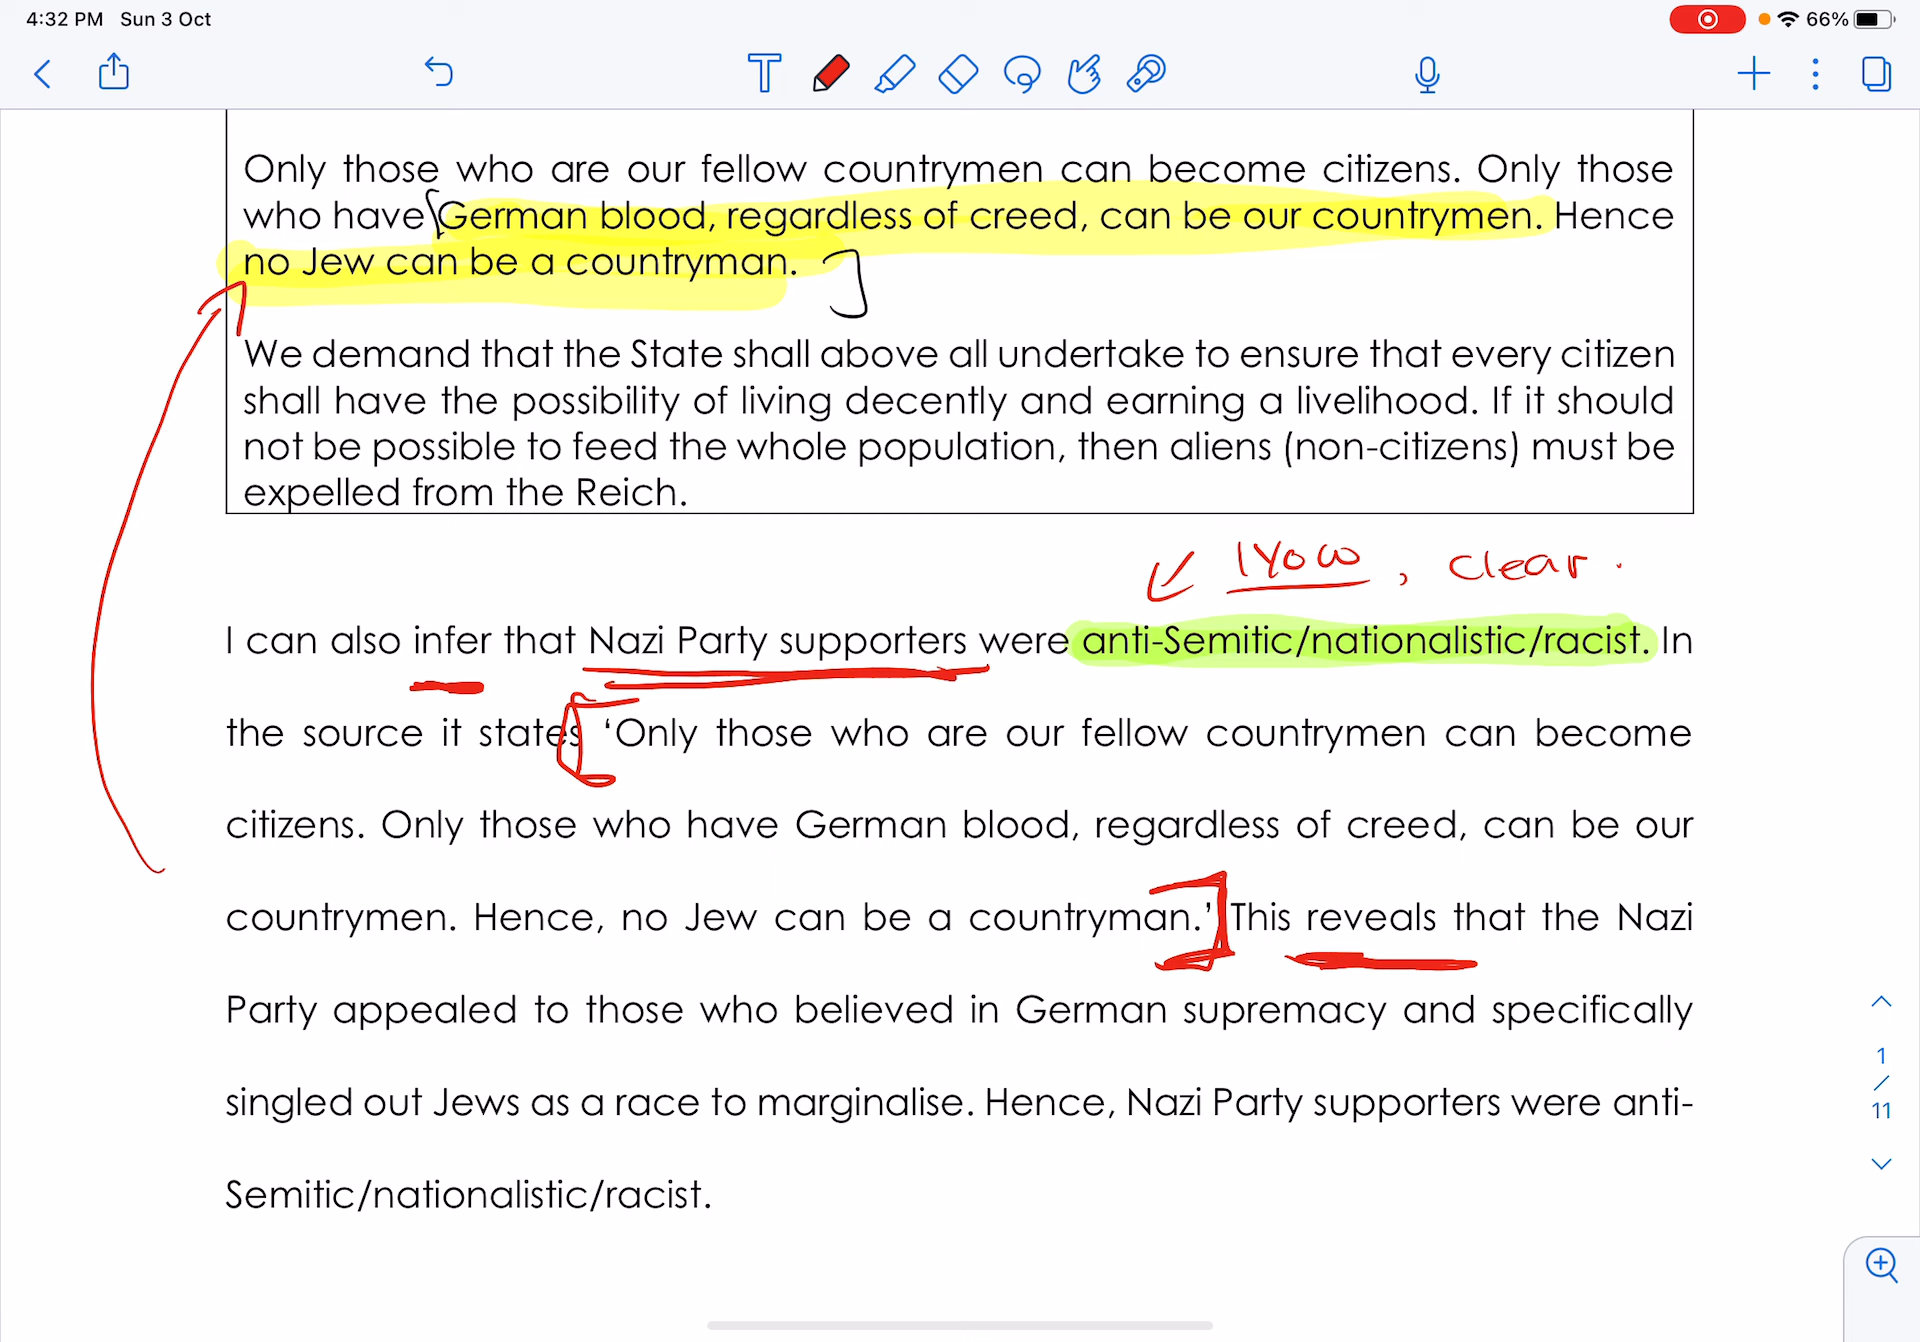 4:32 PM Sun 3 Oct
66%
Only those who are our fellow countrymen can become citizens. Only those
who have German blood, regardless of creed, can be our countrymen. Hence
no Jew can be a countryman.
We demand that the State shall above all undertake to ensure that every citizen
shall have the possibility of living decently and earning a livelihood. If it should
not be possible to feed the whole population, then aliens (non-citizens) must be
expelled from the Reich.
1YOW, clear.
I can also infer that Nazi Party supporters were anti-Semitic/nationalistic/racist. In
the source it states ‘Only those who are our fellow countrymen can become
citizens. Only those who have German blood, regardless of creed, can be our
countrymen. Hence, no Jew can be a countryman.’ This reveals that the Nazi
Party appealed to those who believed in German supremacy and specifically
singled out Jews as a race to marginalise. Hence, Nazi Party supporters were anti-
Semitic/nationalistic/racist.
1
/
11